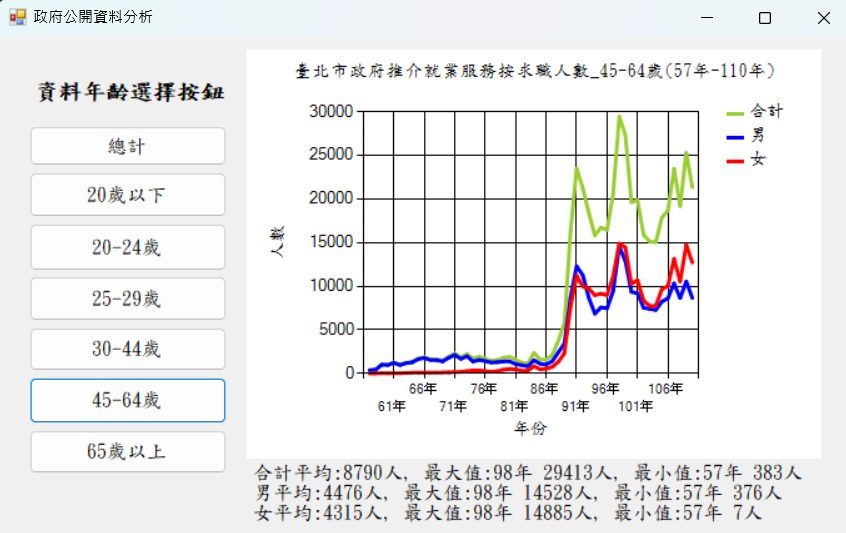 政府公開資料分析
資料年齡選擇按鈕
總計
20歲以下
20-24歲
25-29歲
30-44歲
45-64歲
65歲以上
臺北市政府推介就業服務按求職人數_45-64歲(57年-110年)
合計
男
女
人數
30000
25000
20000
15000
10000
5000
0
66年 76年 86年 96年 106年
61年 71年 81年 91年 101年
年份
合計平均:8790人, 最大值:98年 29413人, 最小值:57年 383人
男平均:4476人, 最大值:98年 14528人, 最小值:57年 376人
女平均:4315人, 最大值:98年 14885人, 最小值:57年 7人